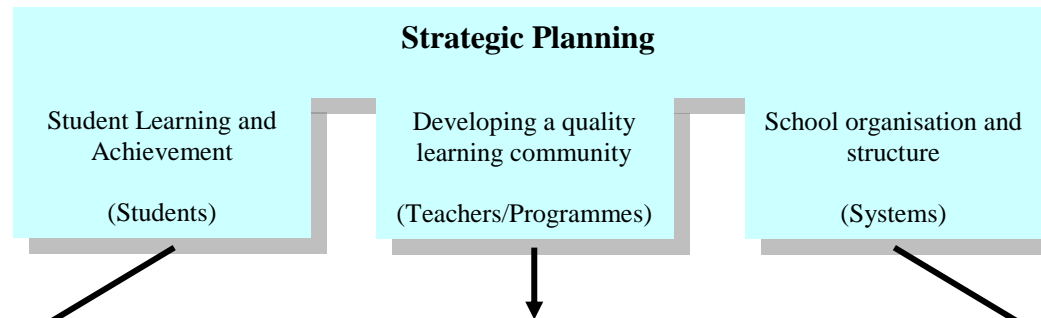 Strategic Planning
Student Learning and
Achievement
(Students)
Developing a quality
learning community
(Teachers/Programmes)
School organisation and
structure
(Systems)